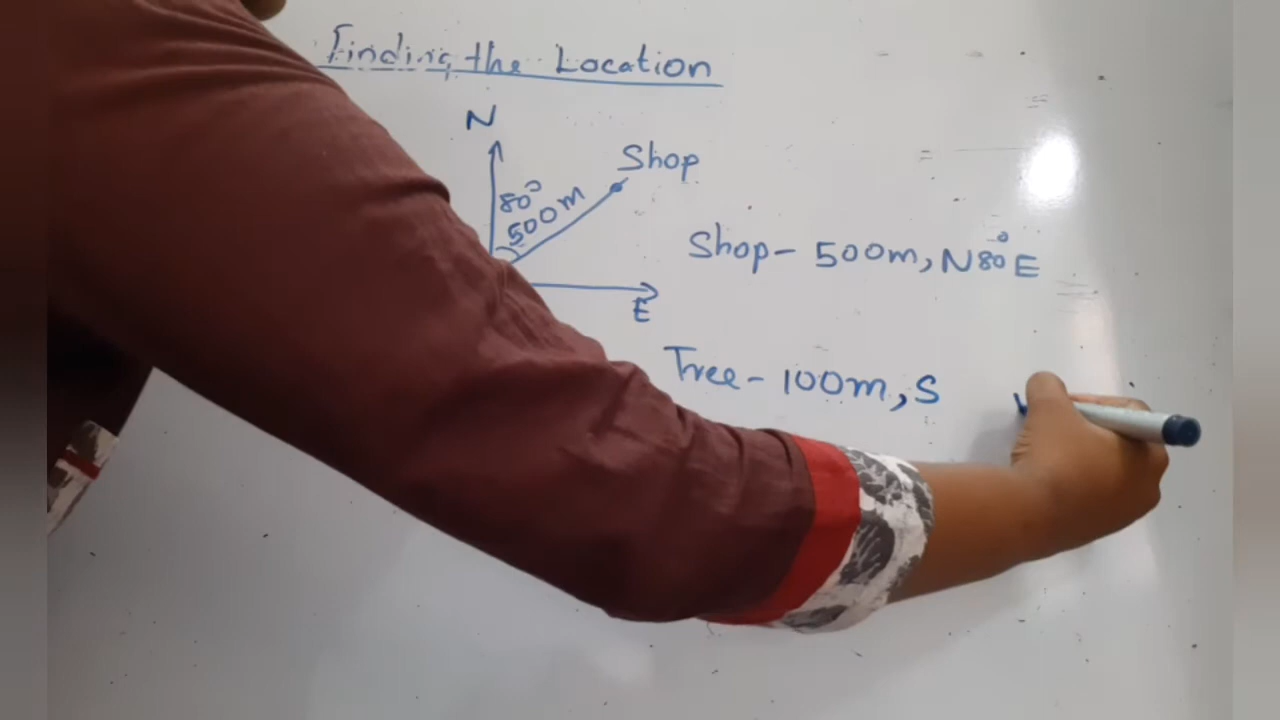 Finding the Location
N
Shop
80°
500m
Shop- 500m, N80°E
E
Tree- 100m, S